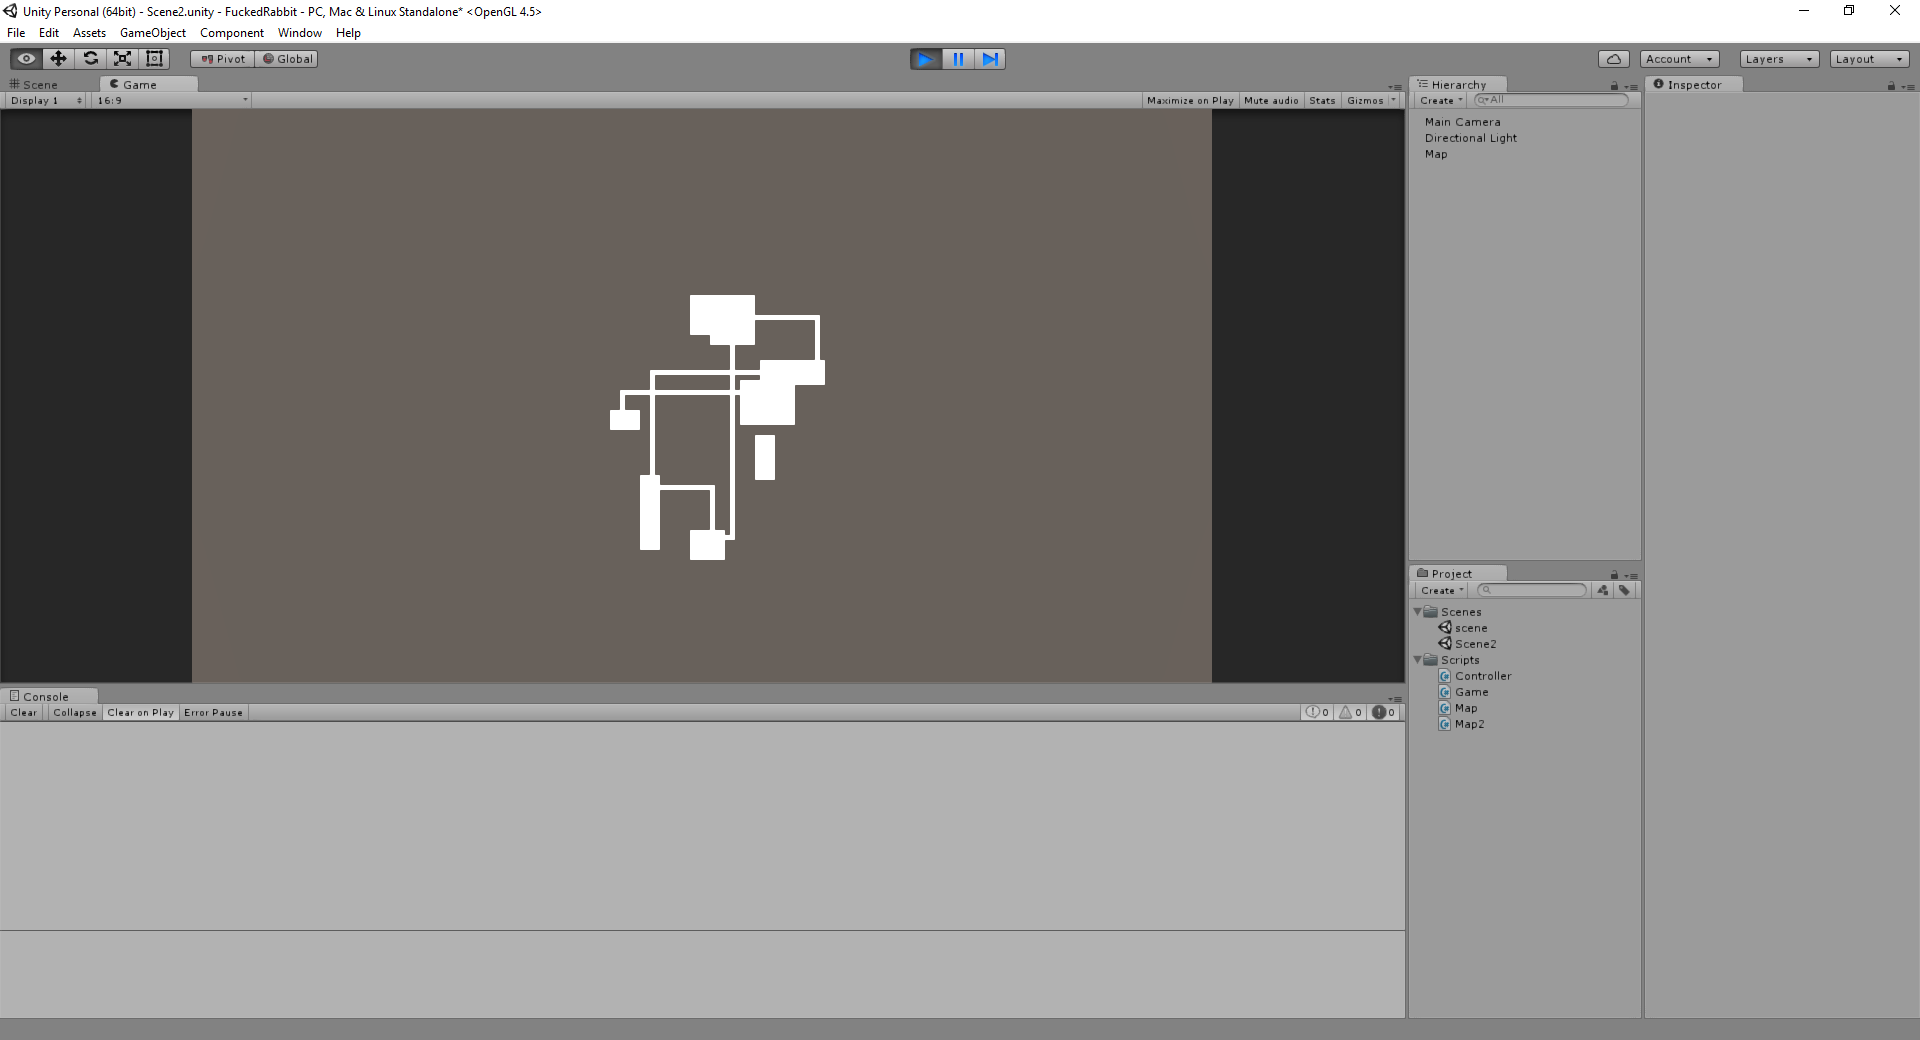 Unity Personal (64bit) - Scene2.unity - FuckedRabbit - PC, Mac & Linux Standalone* <OpenGL 4.5>
File Edit Assets GameObject Component Window Help
Pivot Global Account Layers Layout
Scene Game Hierarchy Inspector
Display 1 16:9 Maximize on Play Mute audio Stats Gizmos Create All
Main Camera
Directional Light
Map
Project
Create
Scenes
scene
Scene2
Scripts
Controller
Game
Map
Map2
Console
Clear Collapse Clear on Play Error Pause 0 0 0